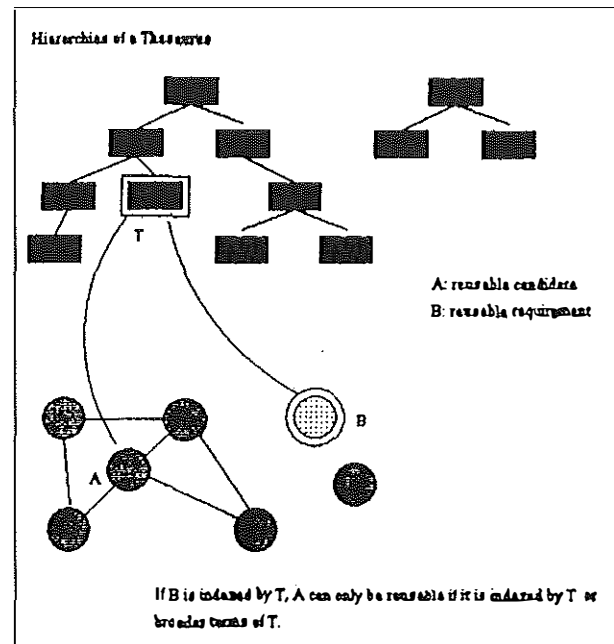 Hierarchies of a Thesaurus
T
A: reusable candidate
B: reusable requirement
B
A
If B is indexed by T, A can only be reusable if it is indexed by T or
broader terms of T.